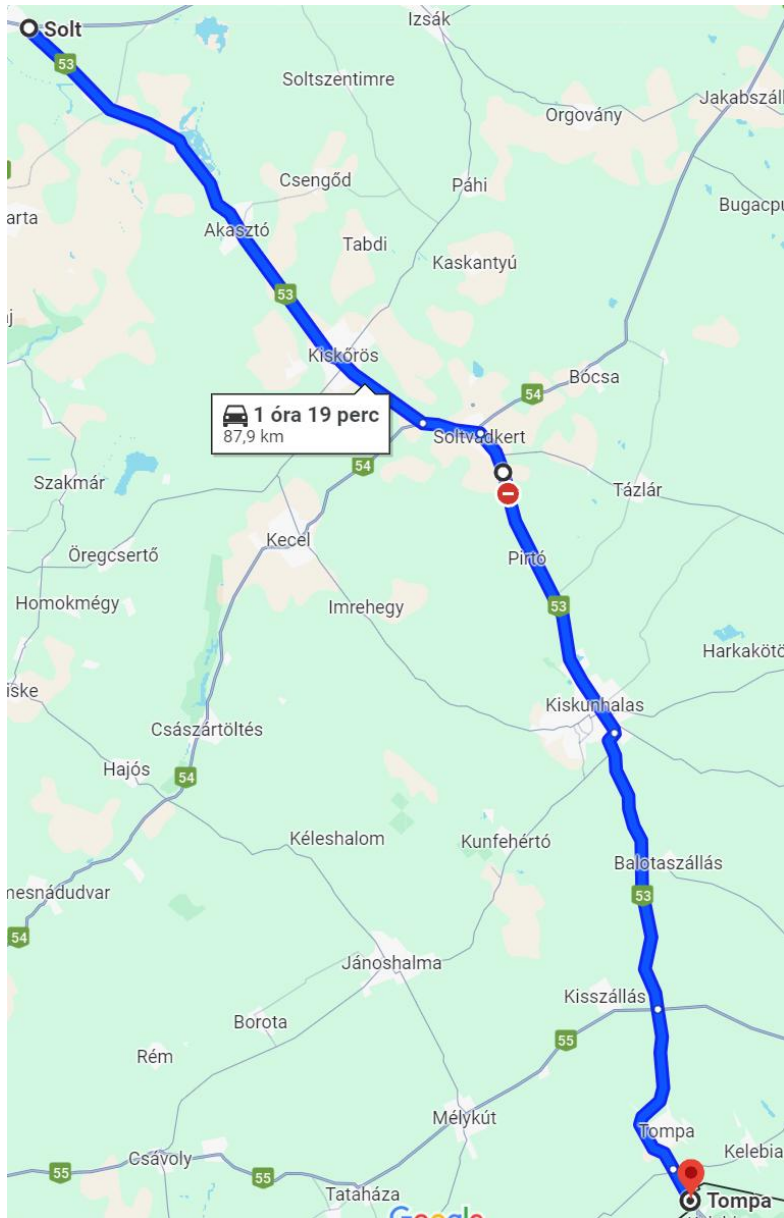 Solt
Izsák
53
Soltszentimre
Jakabszáll
Orgovány
Csengőd
Páhi
Bugacpu
arta
Akasztó
Tabdi
Kaskantyú
53
aj
Kiskőrös
Bócsa
54
1 óra 19 perc
87,9 km
Soltvadkert
54
Szakmár
Tázlár
Kecel
Öregcsertő
Pirtó
Homokmégy
Imrehegy
53
Harkakötö
iske
Kiskunhalas
Császártöltés
Hajós
54
Kéleshalom
Kunfehértó
Balotaszállás
mesnádudvar
53
54
Jánoshalma
Kisszállás
Borota
55
Rém
Mélykút
Tompa
Kelebia
Csávoly
55
55
Tataháza
Tompa
Google